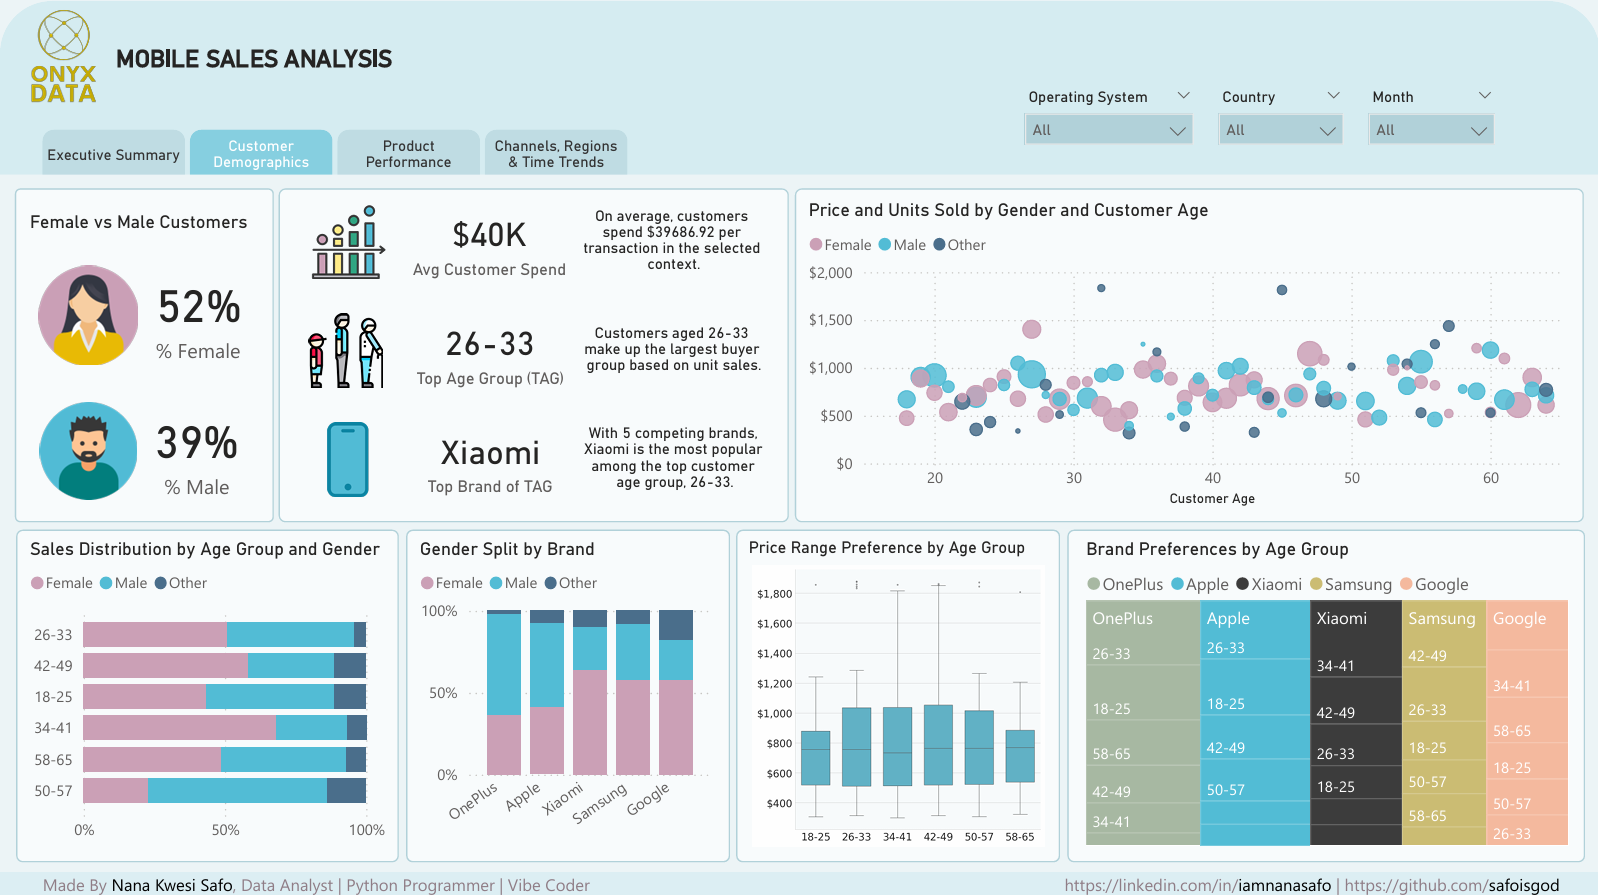 ONYX
DATA
MOBILE SALES ANALYSIS
Operating System
Country
Month
All
All
All
Executive Summary
Customer
Demographics
Product
Performance
Channels, Regions
& Time Trends
Female vs Male Customers
52%
% Female
39%
% Male
$40K
Avg Customer Spend
On average, customers
spend $39686.92 per
transaction in the selected
context.
26-33
Top Age Group (TAG)
Customers aged 26-33
make up the largest buyer
group based on unit sales.
Xiaomi
Top Brand of TAG
With 5 competing brands,
Xiaomi is the most popular
among the top customer
age group, 26-33.
Price and Units Sold by Gender and Customer Age
Female Male Other
$2,000
$1,500
$1,000
$500
$0
20 30 40 50 60
Customer Age
Sales Distribution by Age Group and Gender
Female Male Other
26-33
42-49
18-25
34-41
58-65
50-57
0% 50% 100%
Gender Split by Brand
Female Male Other
100%
50%
0%
OnePlus Apple Xiaomi Samsung Google
Price Range Preference by Age Group
$1,800
$1,600
$1,400
$1,200
$1,000
$800
$600
$400
18-25 26-33 34-41 42-49 50-57 58-65
Brand Preferences by Age Group
OnePlus Apple Xiaomi Samsung Google
OnePlus
26-33
18-25
58-65
42-49
34-41
Apple
26-33
18-25
42-49
50-57
Xiaomi
34-41
42-49
26-33
18-25
Samsung
42-49
26-33
18-25
50-57
58-65
Google
34-41
58-65
18-25
50-57
26-33
Made By Nana Kwesi Safo, Data Analyst | Python Programmer | Vibe Coder
https://linkedin.com/in/iamnanasafo | https://github.com/safoisgod